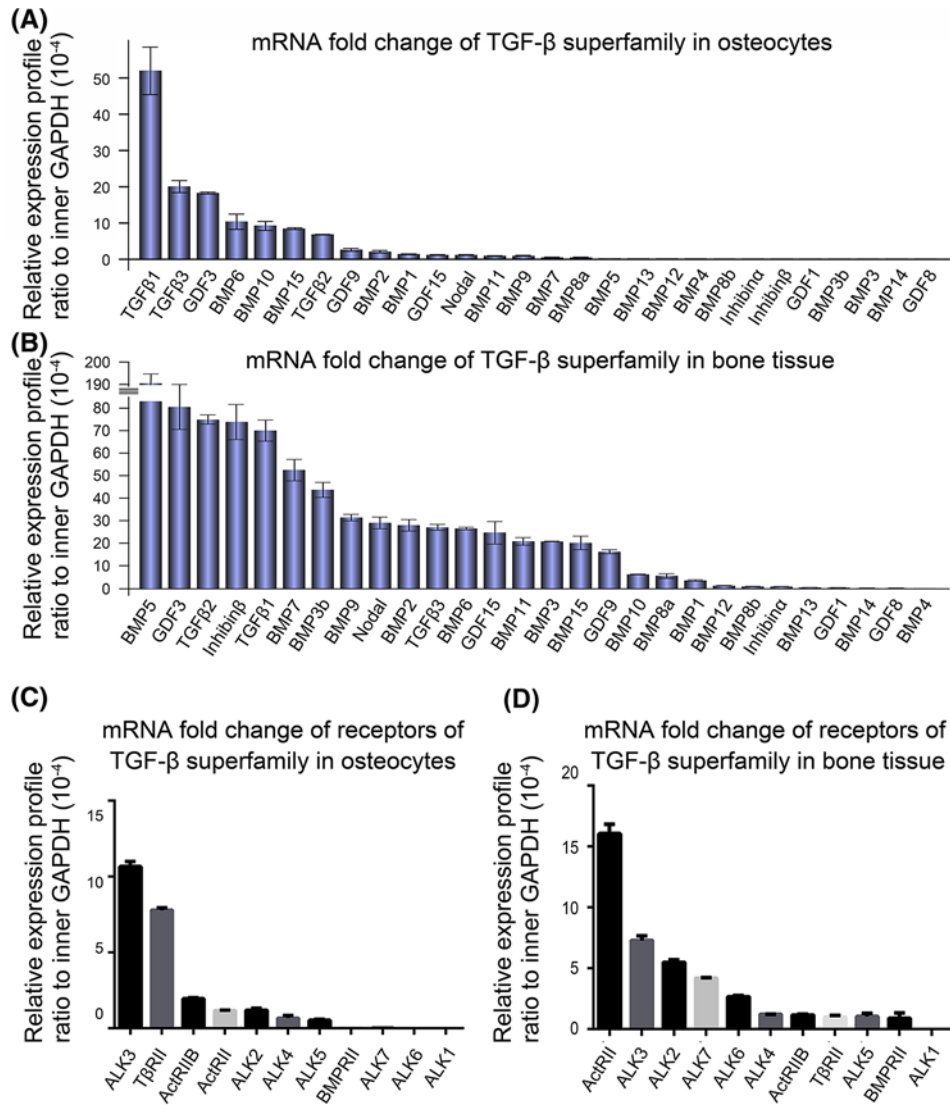 (A)
mRNA fold change of TGF-β superfamily in osteocytes
Relative expression profile
ratio to inner GAPDH (10⁻⁴)
50
40
30
20
10
0
TGFβ1 TGFβ3 GDF3 BMP6 BMP10 BMP15 TGFβ2 GDF9 BMP2 BMP1 GDF15 Nodal BMP11 BMP9 BMP7 BMP8a BMP5 BMP13 BMP12 BMP4 BMP8b Inhibinα Inhibinβ GDF1 BMP3b BMP3 BMP14 GDF8
(B)
mRNA fold change of TGF-β superfamily in bone tissue
Relative expression profile
ratio to inner GAPDH (10⁻⁴)
200
190
80
70
60
50
40
30
20
10
0
BMP5 GDF3 TGFβ2 Inhibinβ TGFβ1 BMP7 BMP3b BMP9 Nodal BMP2 TGFβ3 BMP6 GDF15 BMP11 BMP3 BMP15 GDF9 BMP10 BMP8a BMP1 BMP12 BMP8b Inhibinα BMP13 GDF1 BMP14 GDF8 BMP4
(C)
mRNA fold change of receptors of
TGF-β superfamily in osteocytes
Relative expression profile
ratio to inner GAPDH (10⁻⁴)
15
10
5
0
ALK3 TβRII ActRIIB ActRII ALK2 ALK4 ALK5 BMPRII ALK7 ALK6 ALK1
(D)
mRNA fold change of receptors of
TGF-β superfamily in bone tissue
Relative expression profile
ratio to inner GAPDH (10⁻⁴)
20
15
10
5
0
ActRii ALK3 ALK2 ALK7 ALK6 ALK4 ActRIIB TβRII ALK5 BMPRII ALK1